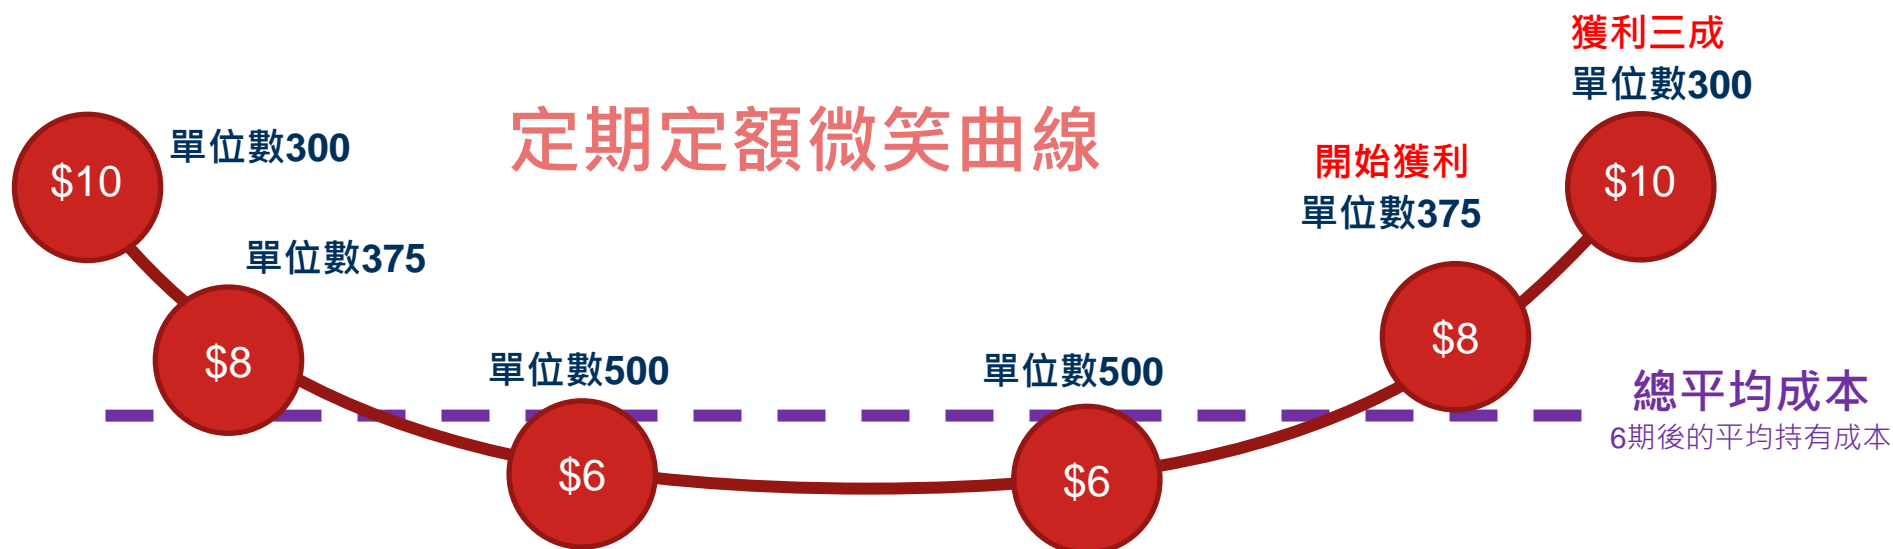 獲利三成
單位數300
定期定額微笑曲線
$10
單位數300
開始獲利
單位數375
$10
單位數375
$8
$8
單位數500
單位數500
總平均成本
6期後的平均持有成本
$6
$6